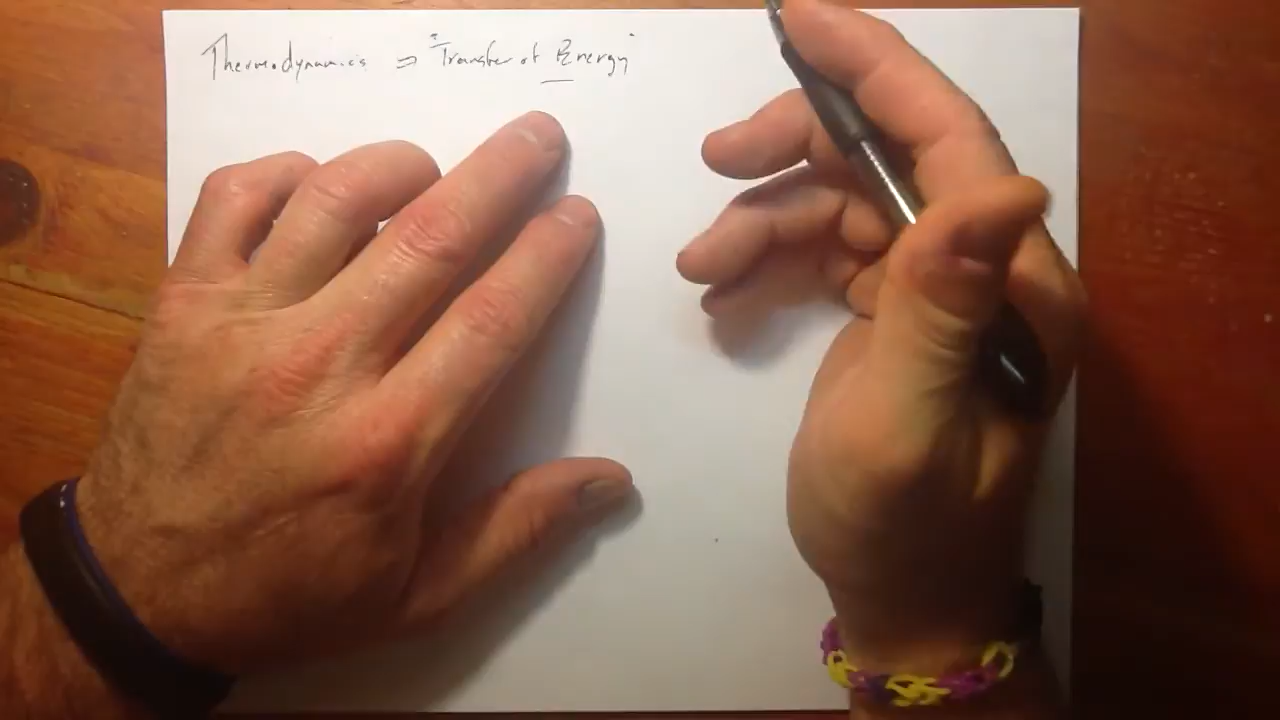 Thermodynamics = "Transfer of Energy"